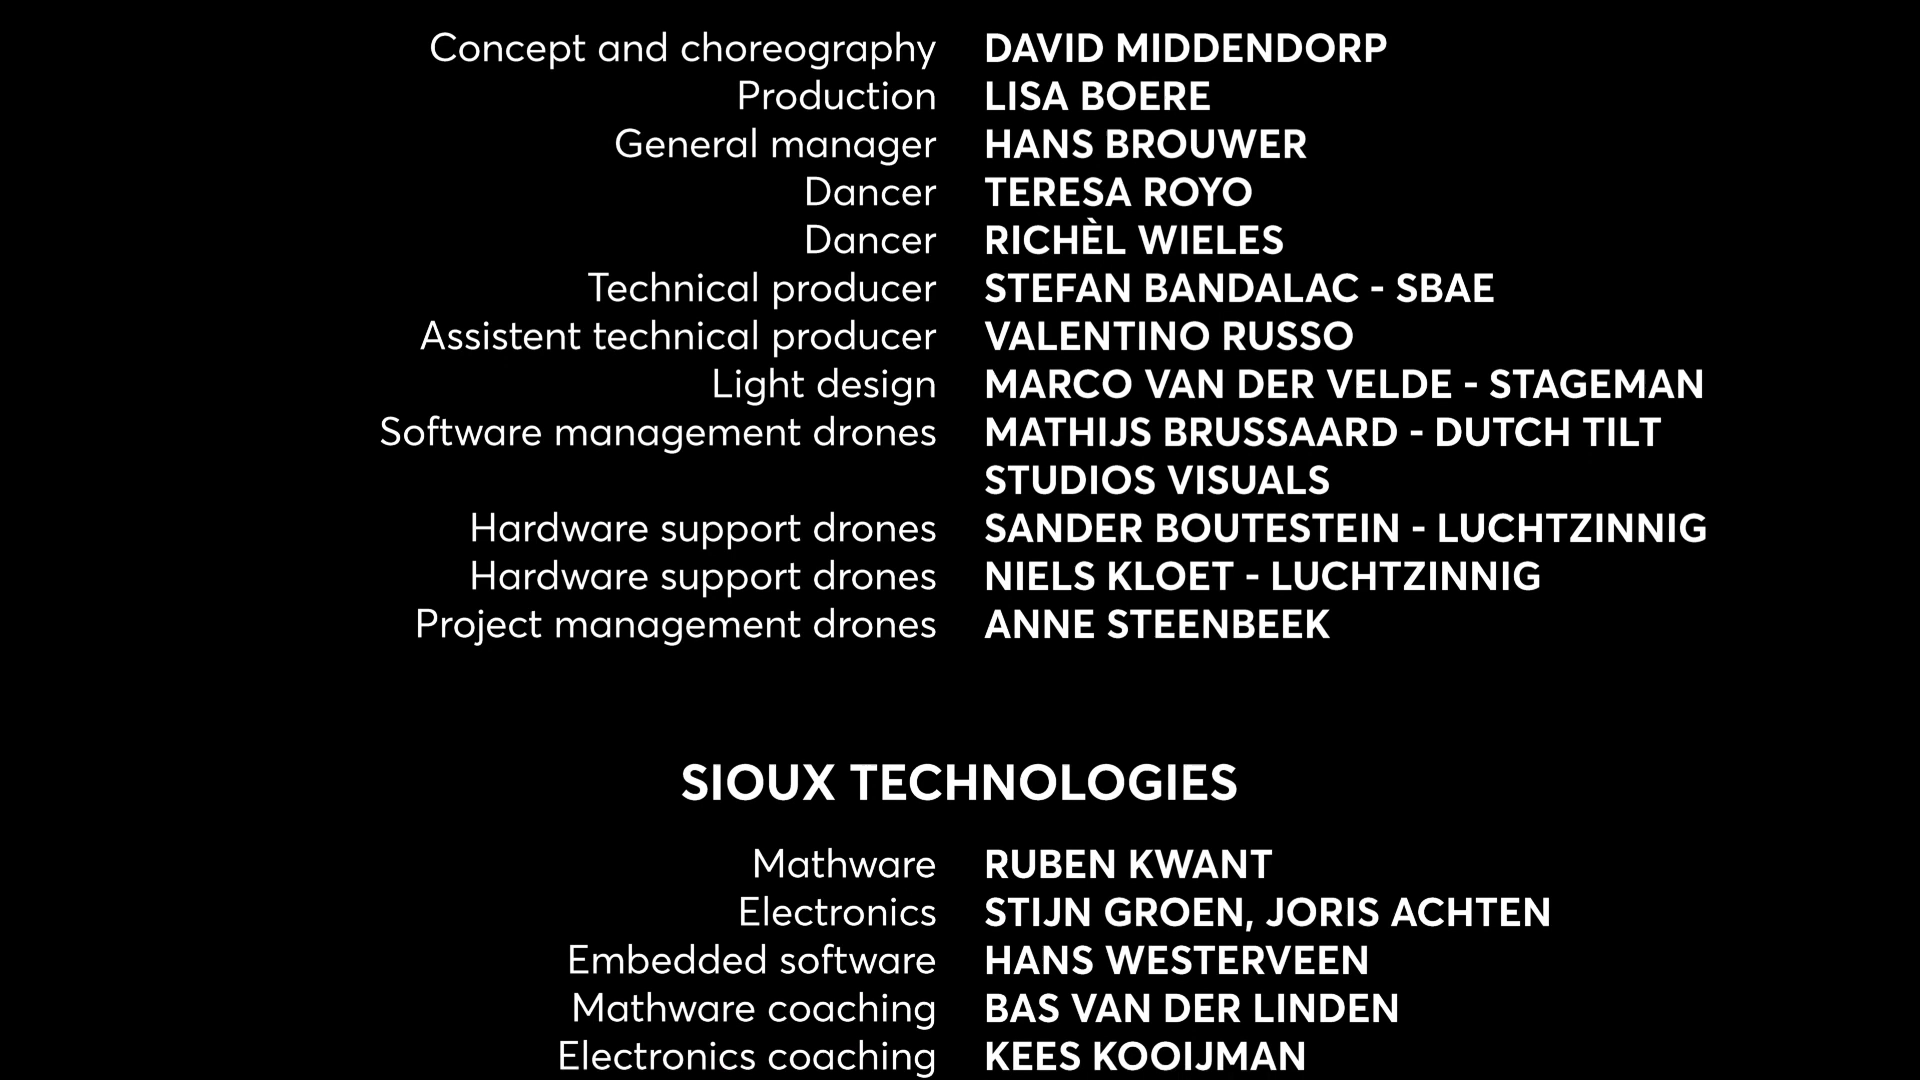 Concept and choreography DAVID MIDDENDORP
Production LISA BOERE
General manager HANS BROUWER
Dancer TERESA ROYO
Dancer RICHÈL WIELES
Technical producer STEFAN BANDALAC - SBAE
Assistent technical producer VALENTINO RUSSO
Light design MARCO VAN DER VELDE - STAGEMAN
Software management drones MATHIJS BRUSSAARD - DUTCH TILT
STUDIOS VISUALS
Hardware support drones SANDER BOUTESTEIN - LUCHTZINNIG
Hardware support drones NIELS KLOET - LUCHTZINNIG
Project management drones ANNE STEENBEEK
SIOUX TECHNOLOGIES
Mathware RUBEN KWANT
Electronics STIJN GROEN, JORIS ACHTEN
Embedded software HANS WESTERVEEN
Mathware coaching BAS VAN DER LINDEN
Electronics coaching KEES KOOIJMAN